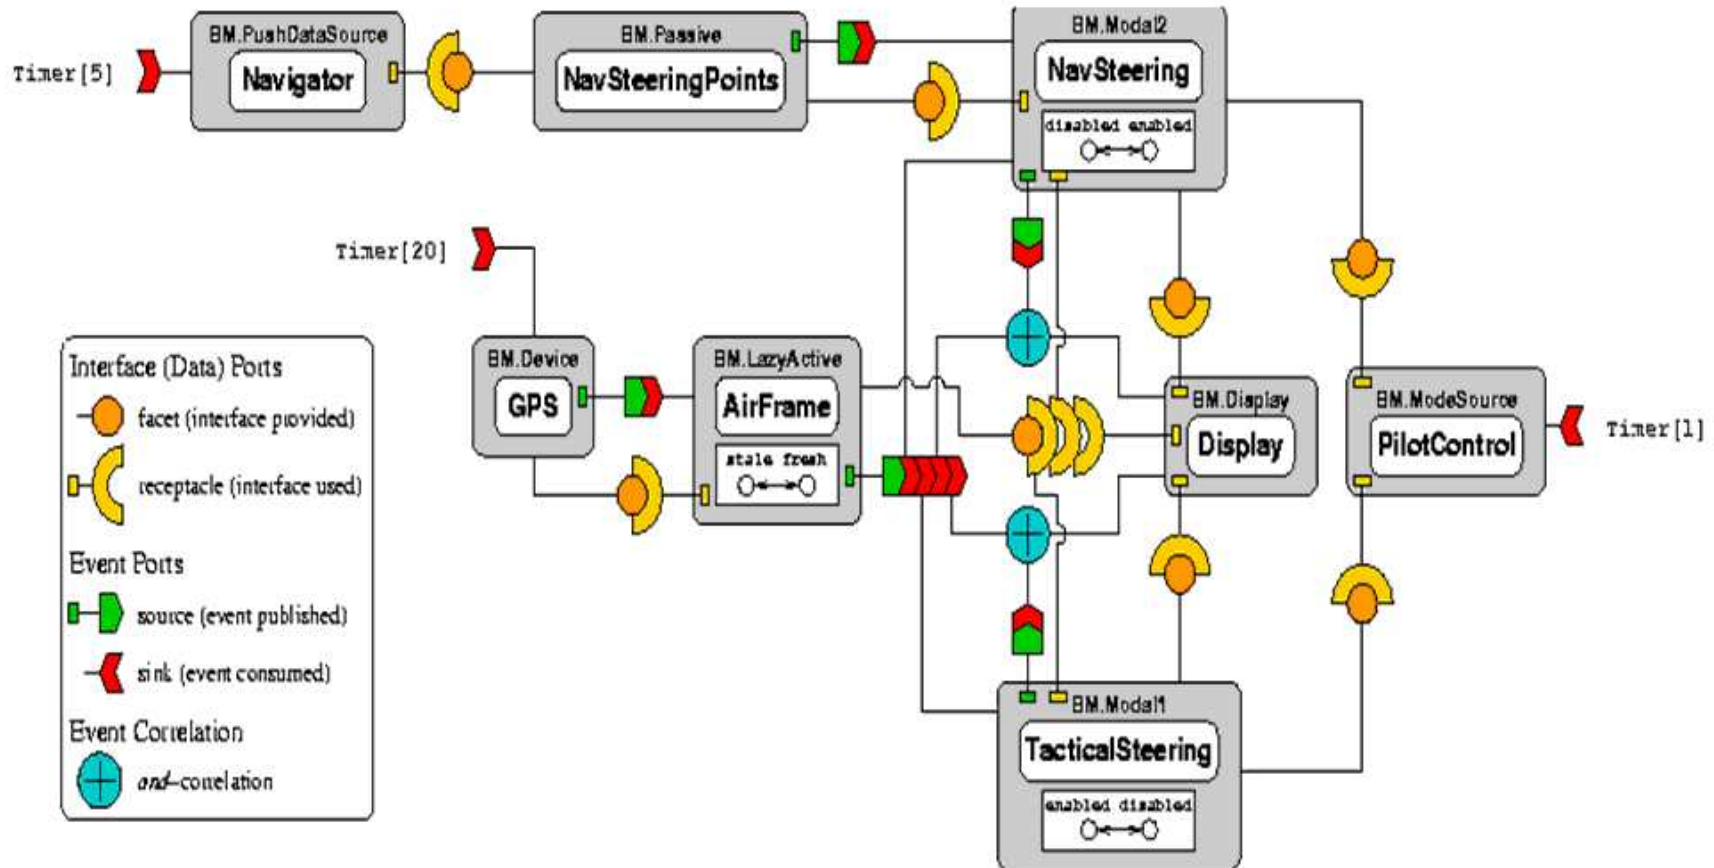 BM.PushDataSource
Navigator
Timer[5]
BM.Passive
NavSteeringPoints
BM.Modal2
NavSteering
disabled enabled
Timer[20]
BM.Device
GPS
BM.LazyActive
AirFrame
stale fresh
BM.Display
Display
BM.ModeSource
PilotControl
Timer[1]
BM.Modal1
TacticalSteering
enabled disabled
Interface (Data) Ports
facet (interface provided)
receptacle (interface used)
Event Ports
source (event published)
sink (event consumed)
Event Correlation
and–correlation